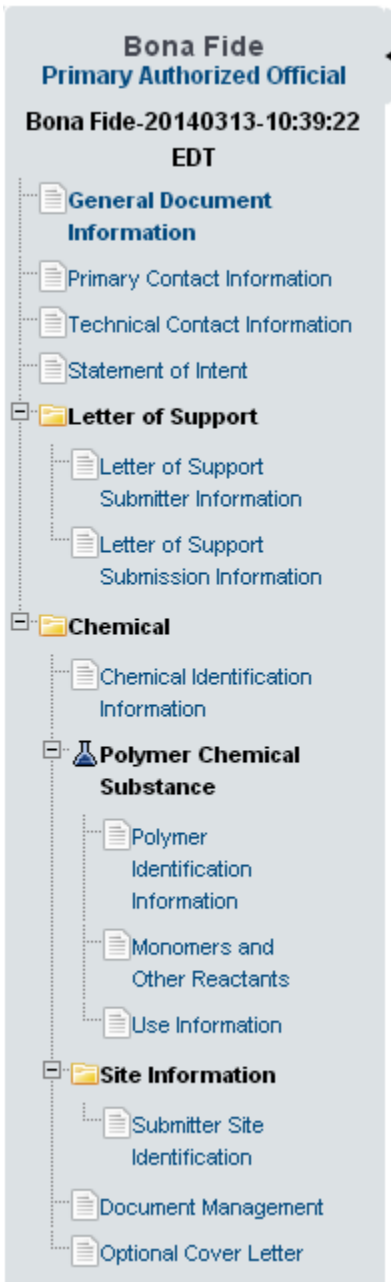 Bona Fide
Primary Authorized Official
Bona Fide-20140313-10:39:22
EDT
General Document
Information
Primary Contact Information
Technical Contact Information
Statement of Intent
Letter of Support
Letter of Support
Submitter Information
Letter of Support
Submission Information
Chemical
Chemical Identification
Information
Polymer Chemical
Substance
Polymer
Identification
Information
Monomers and
Other Reactants
Use Information
Site Information
Submitter Site
Identification
Document Management
Optional Cover Letter